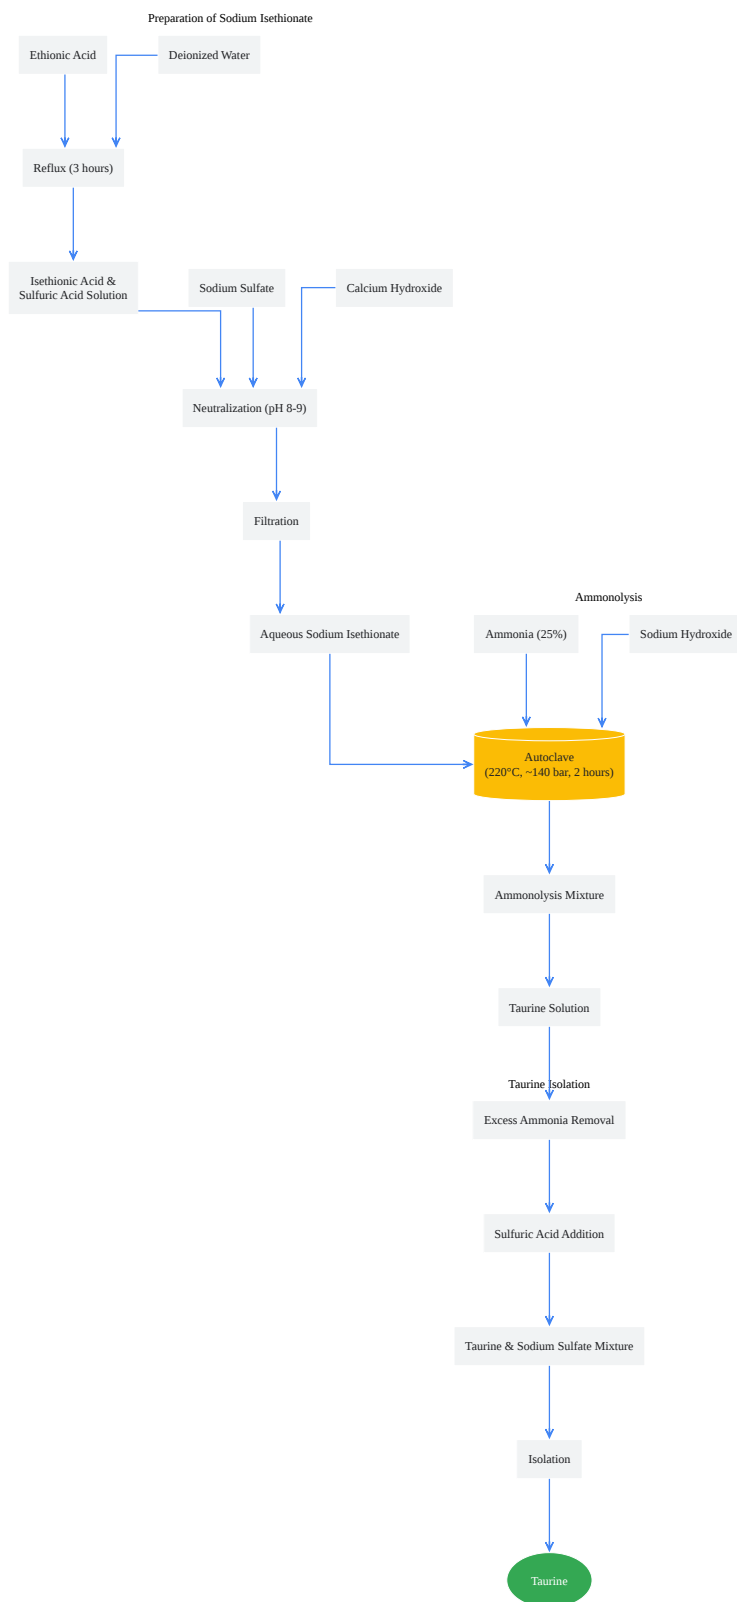 Preparation of Sodium Isethionate
Ethionic Acid
Deionized Water
Reflux (3 hours)
Isethionic Acid &
Sulfuric Acid Solution
Sodium Sulfate
Calcium Hydroxide
Neutralization (pH 8-9)
Filtration
Ammonolysis
Aqueous Sodium Isethionate
Ammonia (25%)
Sodium Hydroxide
Autoclave
(220°C, ~140 bar, 2 hours)
Ammonolysis Mixture
Taurine Solution
Taurine Isolation
Excess Ammonia Removal
Sulfuric Acid Addition
Taurine & Sodium Sulfate Mixture
Isolation
Taurine